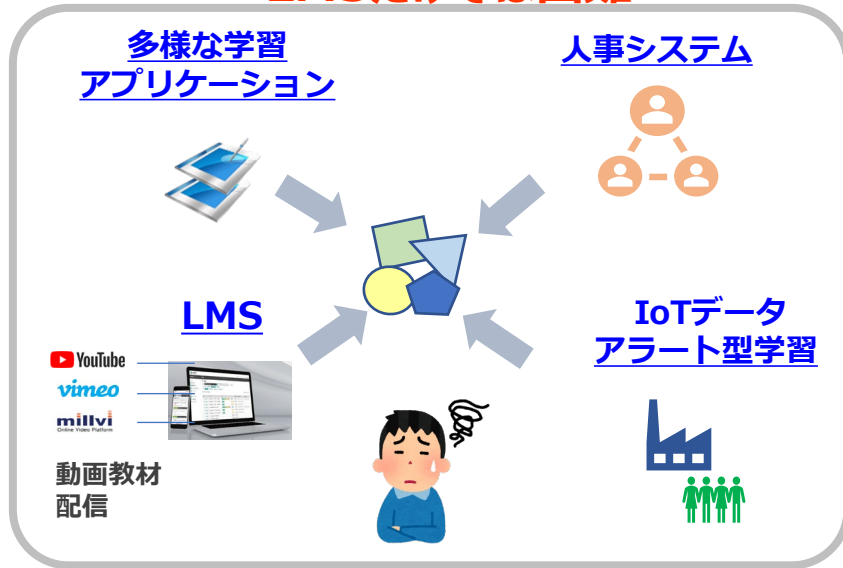 多様な学習
アプリケーション
人事システム
LMS
IoTデータ
アラート型学習
YouTube
vimeo
millvi
Online Video Platform
動画教材
配信